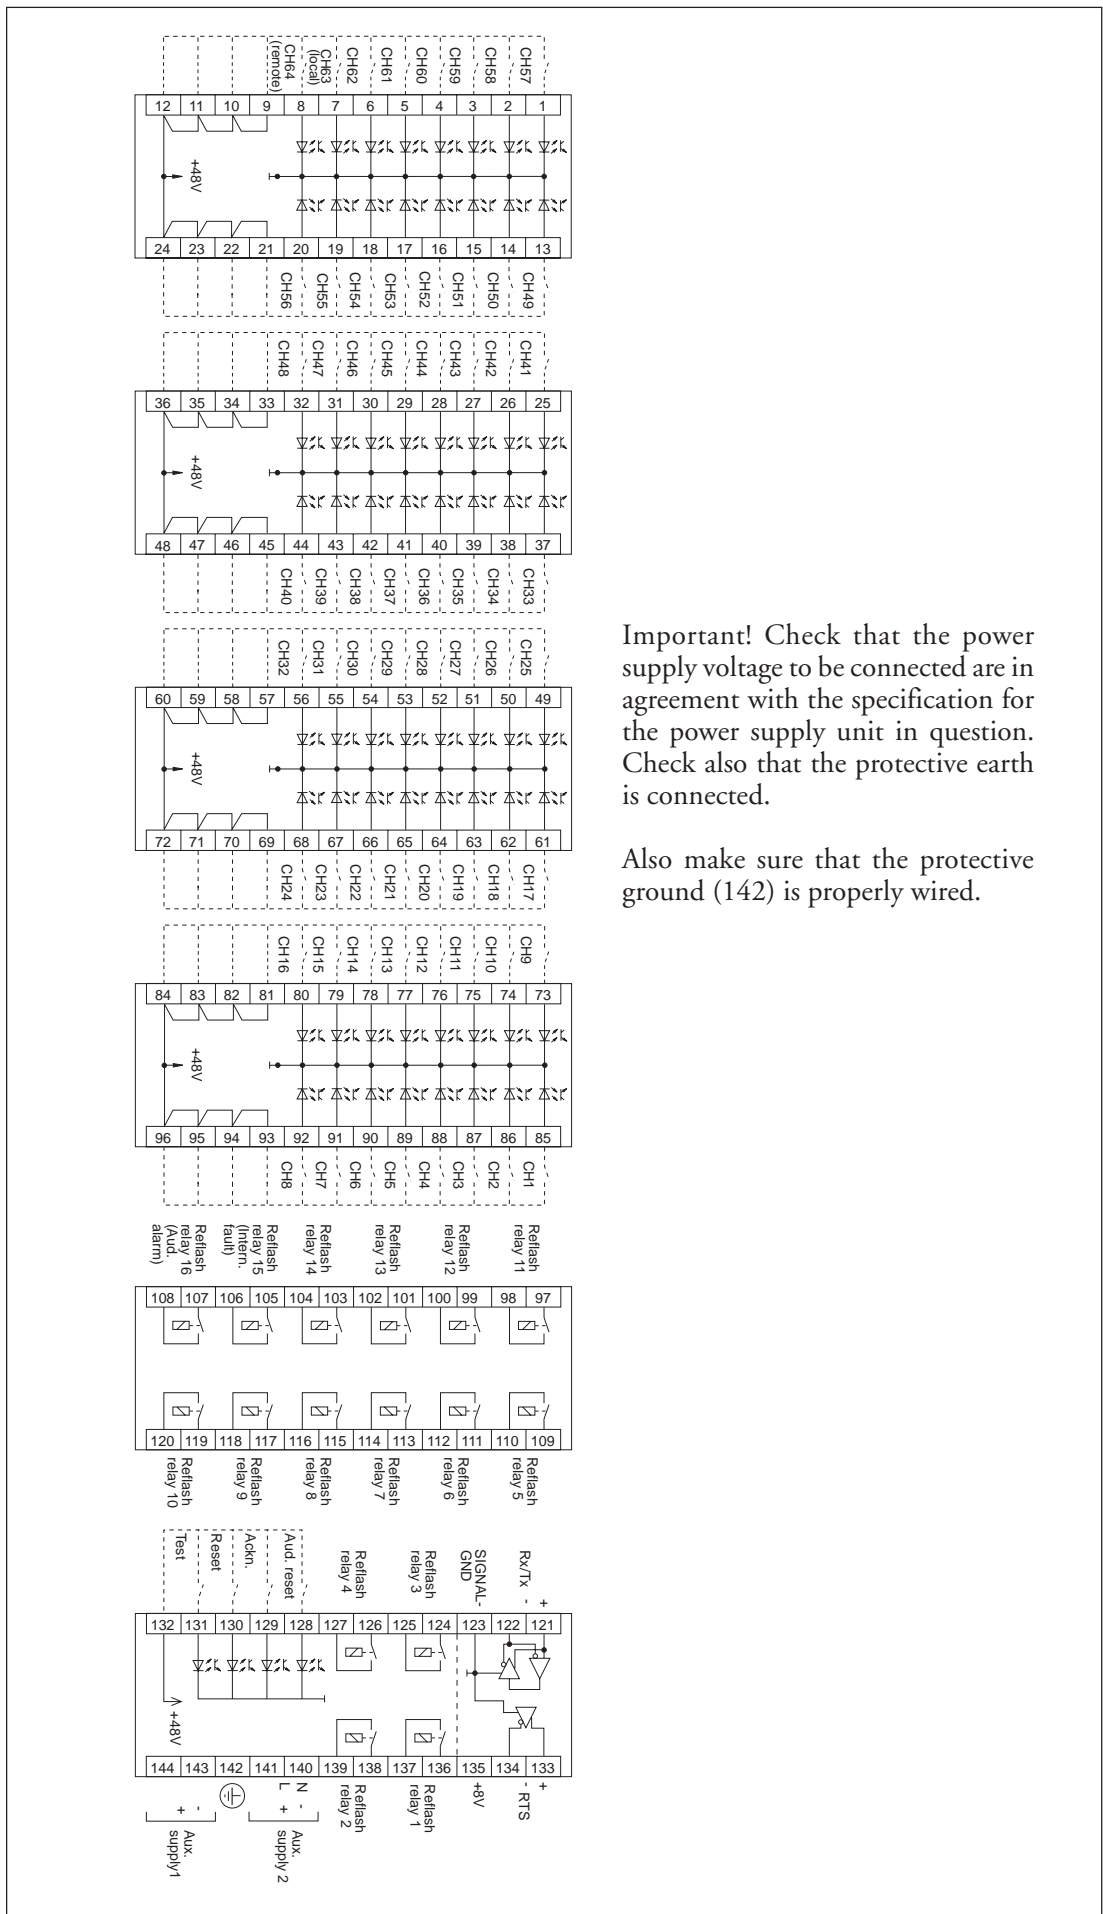 CH64 (remote) CH63 (local) CH62 CH61 CH60 CH59 CH58 CH57
12 11 10 9 8 7 6 5 4 3 2 1
+48V
24 23 22 21 20 19 18 17 16 15 14 13
CH56 CH55 CH54 CH53 CH52 CH51 CH50 CH49
CH48 CH47 CH46 CH45 CH44 CH43 CH42 CH41
36 35 34 33 32 31 30 29 28 27 26 25
+48V
48 47 46 45 44 43 42 41 40 39 38 37
CH40 CH39 CH38 CH37 CH36 CH35 CH34 CH33
CH32 CH31 CH30 CH29 CH28 CH27 CH26 CH25
60 59 58 57 56 55 54 53 52 51 50 49
+48V
72 71 70 69 68 67 66 65 64 63 62 61
CH24 CH23 CH22 CH21 CH20 CH19 CH18 CH17
CH16 CH15 CH14 CH13 CH12 CH11 CH10 CH9
84 83 82 81 80 79 78 77 76 75 74 73
+48V
96 95 94 93 92 91 90 89 88 87 86 85
CH8 CH7 CH6 CH5 CH4 CH3 CH2 CH1
Reflash relay 16 (Aud. alarm) Reflash relay 15 (Intern. fault) Reflash relay 14 Reflash relay 13 Reflash relay 12 Reflash relay 11
108 107 106 105 104 103 102 101 100 99 98 97
120 119 118 117 116 115 114 113 112 111 110 109
Reflash relay 10 Reflash relay 9 Reflash relay 8 Reflash relay 7 Reflash relay 6 Reflash relay 5
Test Reset Ackn. Aud. reset Reflash relay 4 Reflash relay 3 SIGNAL-GND Rx/Tx - +
132 131 130 129 128 127 126 125 124 123 122 121
+48V
144 143 142 141 140 139 138 137 136 135 134 133
+ - L + N - Reflash relay 2 Reflash relay 1 +8V - RTS +
Aux. supply1 Aux. supply 2
Important! Check that the power
supply voltage to be connected are in
agreement with the specification for
the power supply unit in question.
Check also that the protective earth
is connected.
Also make sure that the protective
ground (142) is properly wired.